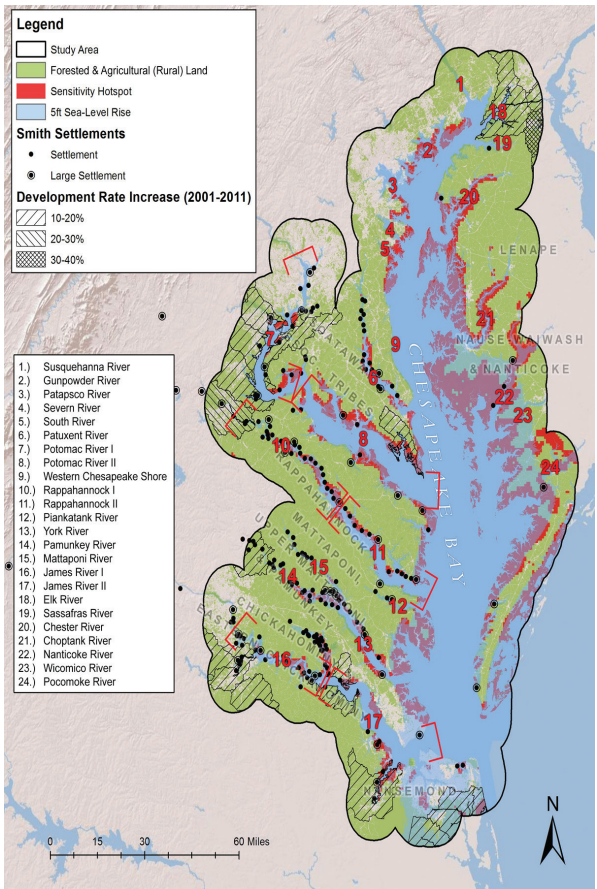 Legend
Study Area
Forested & Agricultural (Rural) Land
Sensitivity Hotspot
5ft Sea-Level Rise
Smith Settlements
Settlement
Large Settlement
Development Rate Increase (2001-2011)
10-20%
20-30%
30-40%
1.) Susquehanna River
2.) Gunpowder River
3.) Patapsco River
4.) Severn River
5.) South River
6.) Patuxent River
7.) Potomac River I
8.) Potomac River II
9.) Western Chesapeake Shore
10.) Rappahannock I
11.) Rappahannock II
12.) Piankatank River
13.) York River
14.) Pamunkey River
15.) Mattaponi River
16.) James River I
17.) James River II
18.) Elk River
19.) Sassafras River
20.) Chester River
21.) Choptank River
22.) Nanticoke River
23.) Wicomico River
24.) Pocomoke River
1
18
2
19
3
20
4
5
LENAPE
21
7
9
NAUSE-WAIWASH
& NANTICOKE
6
TRIBES
CHESAPEAKE BAY
22
23
8
10
24
RAPPAHANNOCK
MATTAPONI,
11
15
14
12
CHICKAHOMINY
13
16
17
NANSEMOND
N
0 15 30 60 Miles